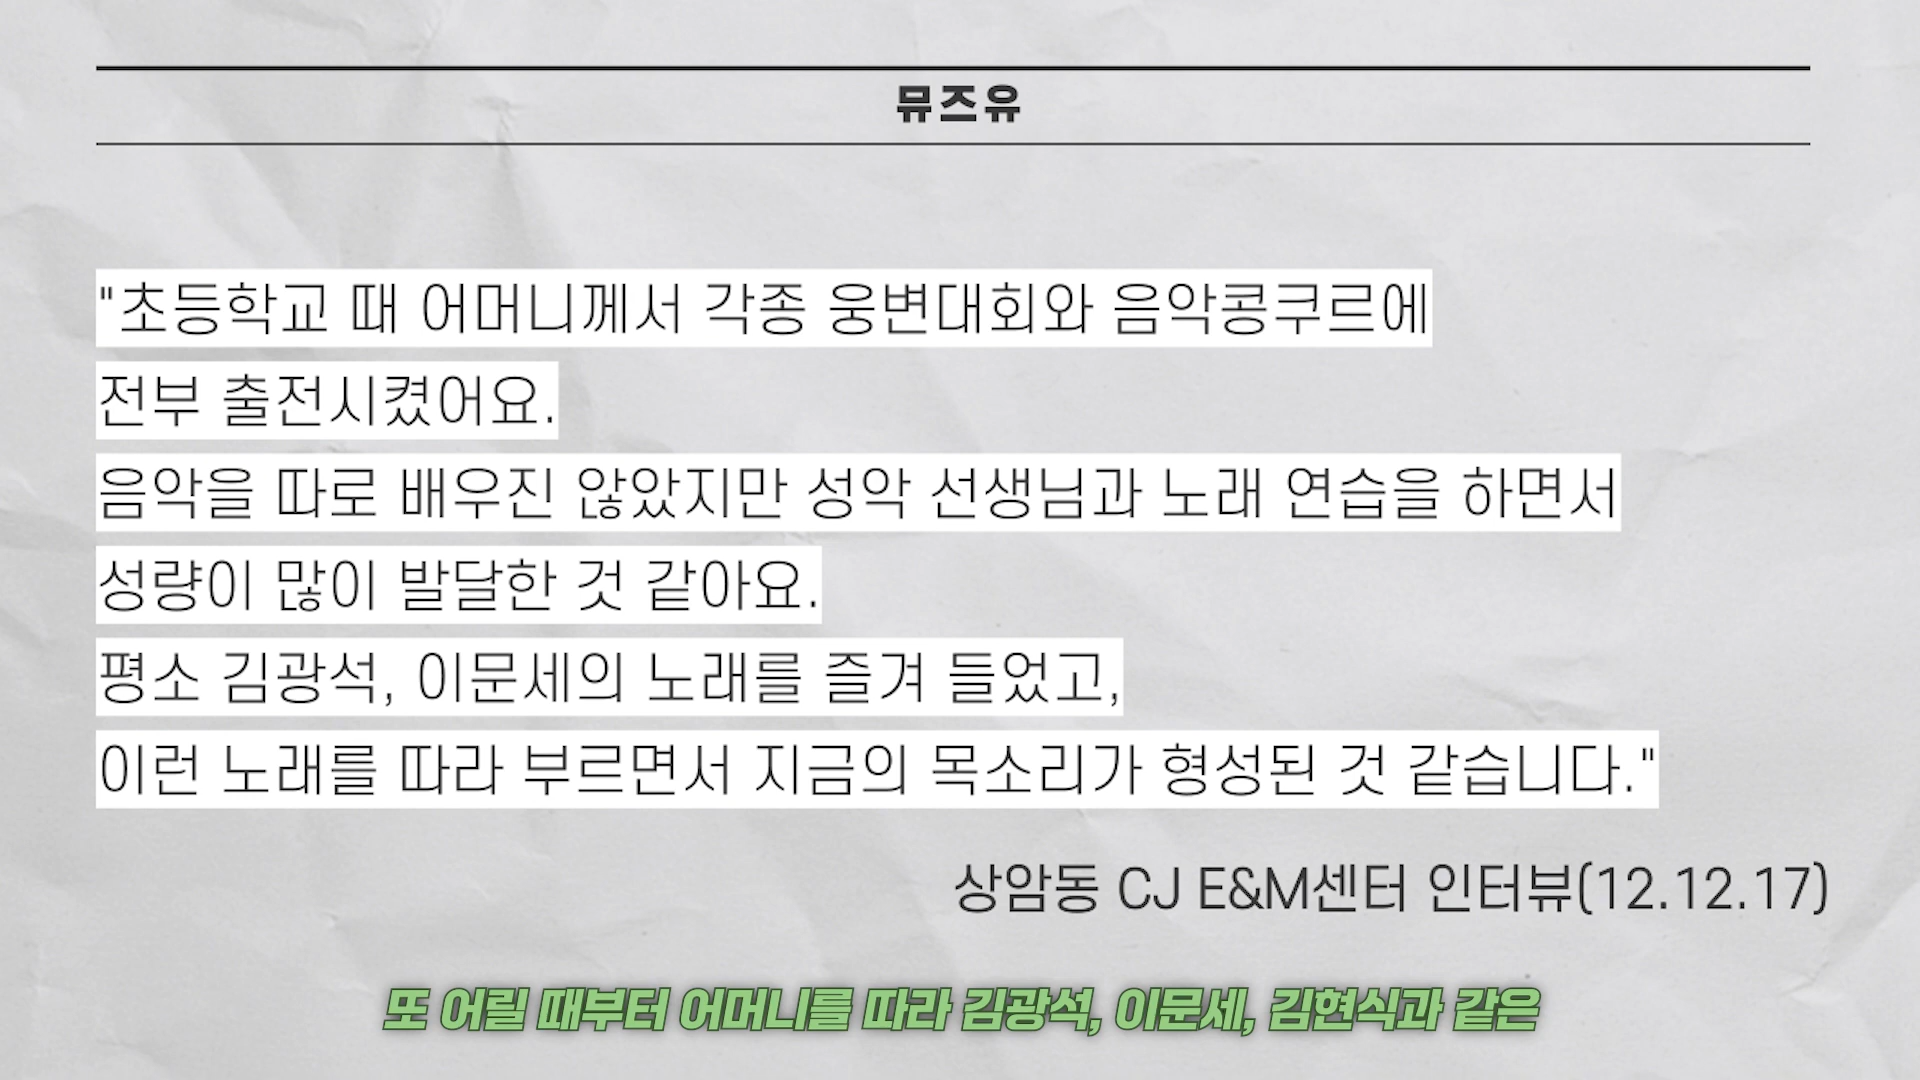 뮤즈유
"초등학교 때 어머니께서 각종 웅변대회와 음악콩쿠르에
전부 출전시켰어요.
음악을 따로 배우진 않았지만 성악 선생님과 노래 연습을 하면서
성량이 많이 발달한 것 같아요.
평소 김광석, 이문세의 노래를 즐겨 들었고,
이런 노래를 따라 부르면서 지금의 목소리가 형성된 것 같습니다."
상암동 CJ E&M센터 인터뷰(12.12.17)
또 어릴 때부터 어머니를 따라 김광석, 이문세, 김현식과 같은